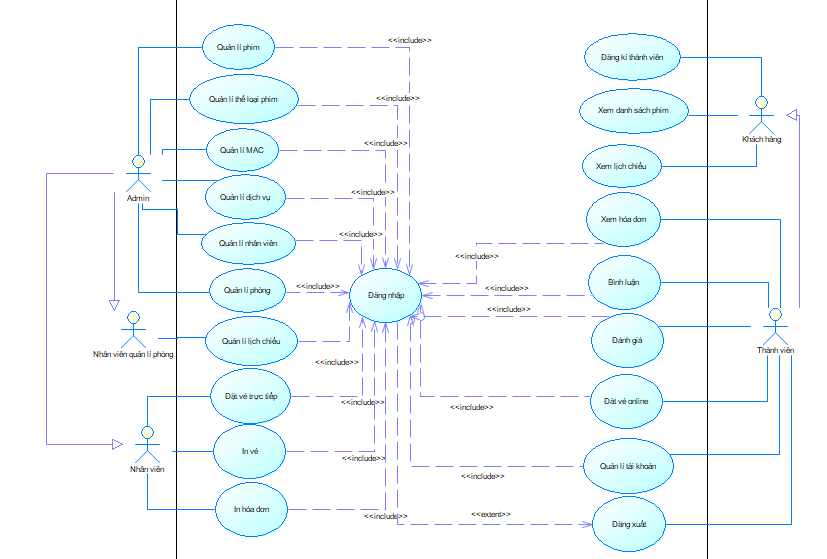 Quản lí phim
<<include>>
Đăng kí thành viên
Quản lí thể loại phim
<<include>>
Xem danh sách phim
Khách hàng
Quản lí MAC
<<include>>
Xem lịch chiếu
Admin
Quản lí dịch vụ
<<include>>
Xem hóa đơn
Quản lí nhân viên
<<include>>
<<include>>
Quản lí phòng
<<include>>
Đăng nhập
<<include>>
Bình luận
<<include>>
Nhân viên quản lí phòng
Quản lí lịch chiếu
Đánh giá
Thành viên
<<include>>
Đặt vé trực tiếp
<<include>>
<<include>>
Đặt vé online
Nhân viên
In vé
<<include>>
Quản lí tài khoản
<<include>>
In hóa đơn
<<include>>
<<extent>>
Đăng xuất